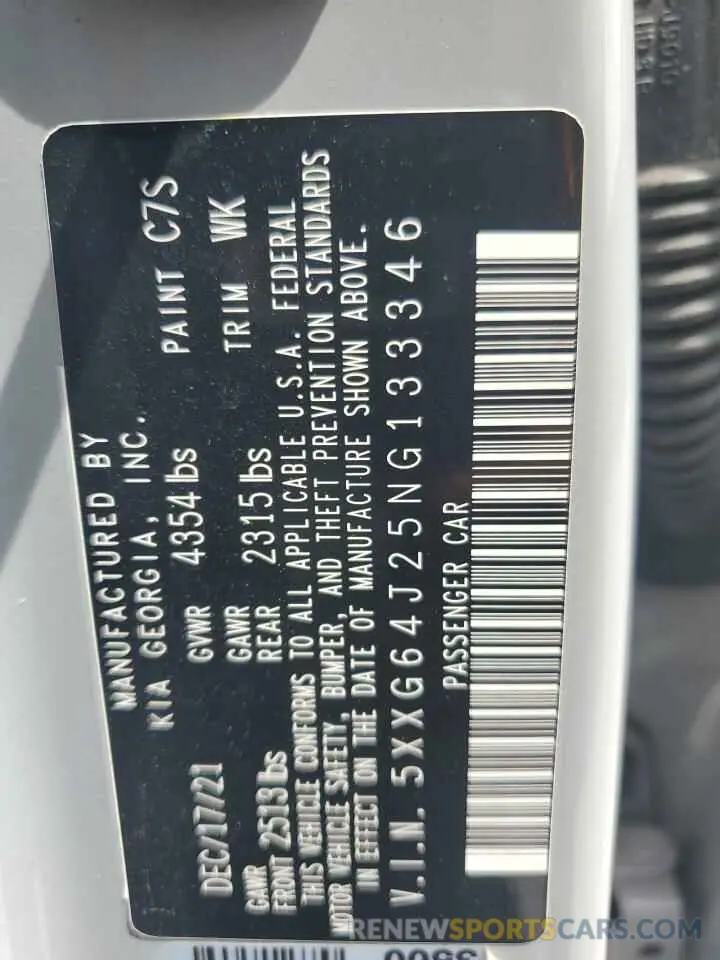 MANUFACTURED BY
KIA GEORGIA, INC.
DEC/17/21 GVWR 4354 lbs PAINT C7S
GAWR FRONT 2513 lbs GAWR REAR 2315 lbs TRIM WK
THIS VEHICLE CONFORMS TO ALL APPLICABLE U.S.A. FEDERAL
MOTOR VEHICLE SAFETY, BUMPER, AND THEFT PREVENTION STANDARDS
IN EFFECT ON THE DATE OF MANUFACTURE SHOWN ABOVE.
V.I.N. 5XXG64J25NG133346
PASSENGER CAR
RENEWSPORTSCARS.COM